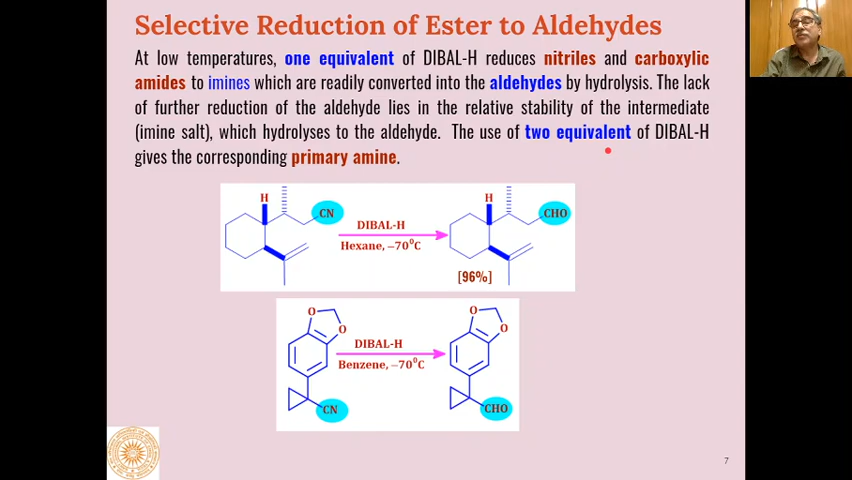 Selective Reduction of Ester to Aldehydes
At low temperatures, one equivalent of DIBAL-H reduces nitriles and carboxylic
amides to imines which are readily converted into the aldehydes by hydrolysis. The lack
of further reduction of the aldehyde lies in the relative stability of the intermediate
(imine salt), which hydrolyses to the aldehyde. The use of two equivalent of DIBAL-H
gives the corresponding primary amine.
H
CN
DIBAL-H
Hexane, –70⁰C
H
CHO
[96%]
O
O
CN
DIBAL-H
Benzene, –70⁰C
O
O
CHO
7